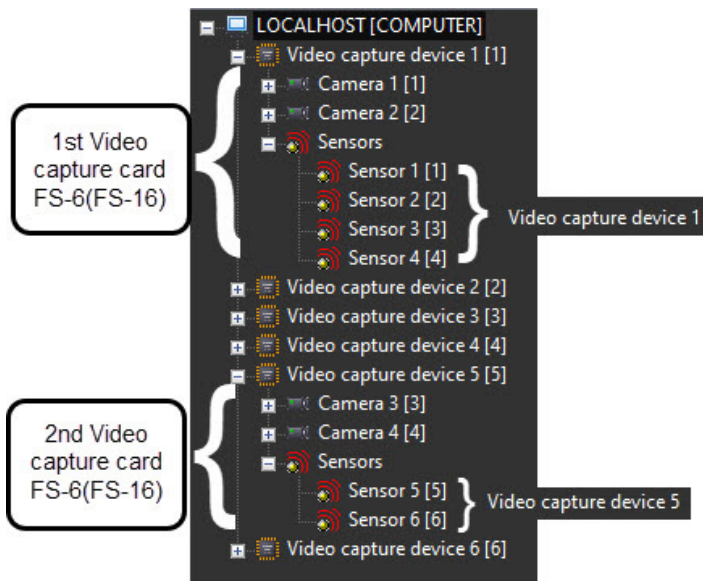 LOCALHOST [COMPUTER]
Video capture device 1 [1]
Camera 1 [1]
Camera 2 [2]
Sensors
Sensor 1 [1]
Sensor 2 [2]
Sensor 3 [3]
Sensor 4 [4]
Video capture device 1
1st Video
capture card
FS-6(FS-16)
Video capture device 2 [2]
Video capture device 3 [3]
Video capture device 4 [4]
Video capture device 5 [5]
Camera 3 [3]
Camera 4 [4]
Sensors
Sensor 5 [5]
Sensor 6 [6]
Video capture device 5
2nd Video
capture card
FS-6(FS-16)
Video capture device 6 [6]